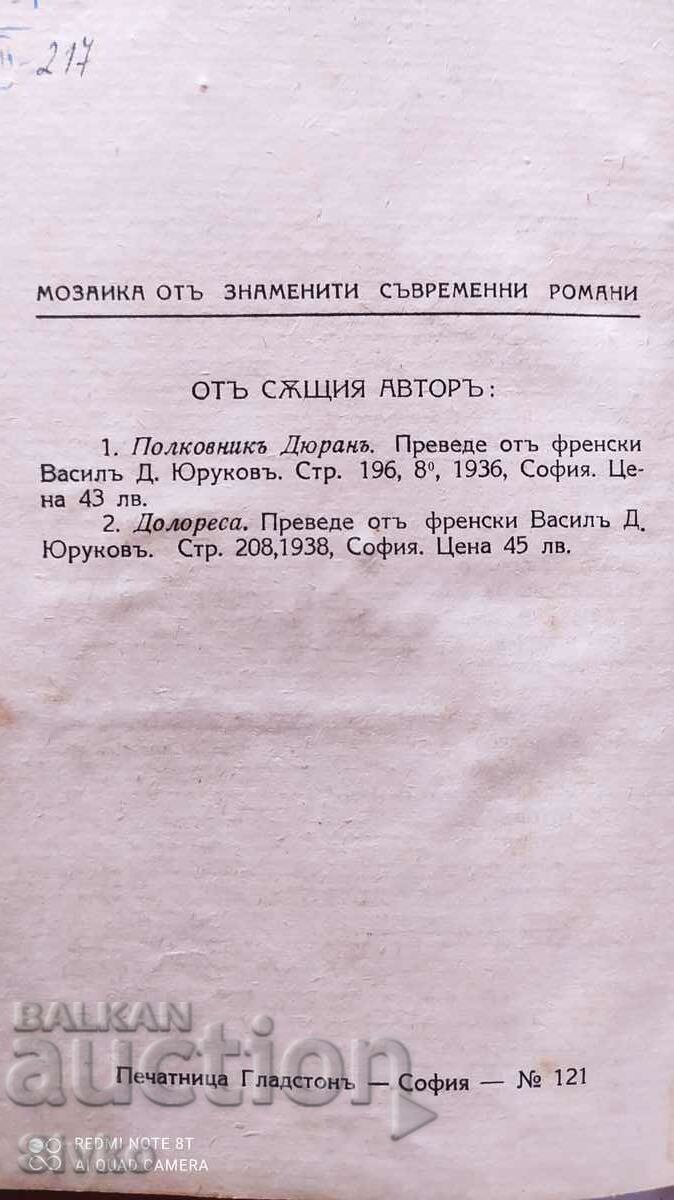 217
МОЗАИКА ОТЪ ЗНАМЕНИТИ СЪВРЕМЕННИ РОМАНИ
ОТЪ СѪЩИЯ АВТОРЪ:
1. Полковникъ Дюранъ. Преведе отъ френски
Василъ Д. Юруковъ. Стр. 196, 8⁰, 1936, София. Це-
на 43 лв.
2. Долореса. Преведе отъ френски Василъ Д.
Юруковъ. Стр. 208,1938, София. Цена 45 лв.
BALKAN
auction
Печатница Гладстонъ — София — № 121
REDMI NOTE 8T
AI QUAD CAMERA